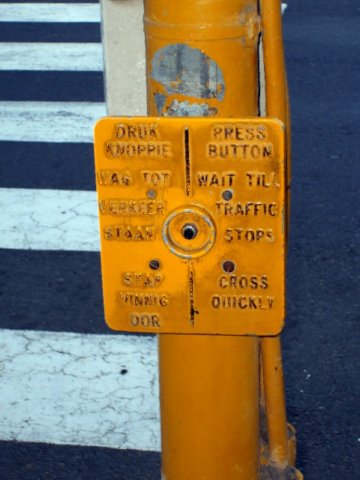 DRUK
KNOPPIE
WAG TOT
VERKEER
STAAN
STAP
VINNIG
OOR
PRESS
BUTTON
WAIT TILL
TRAFFIC
STOPS
CROSS
QUICKLY